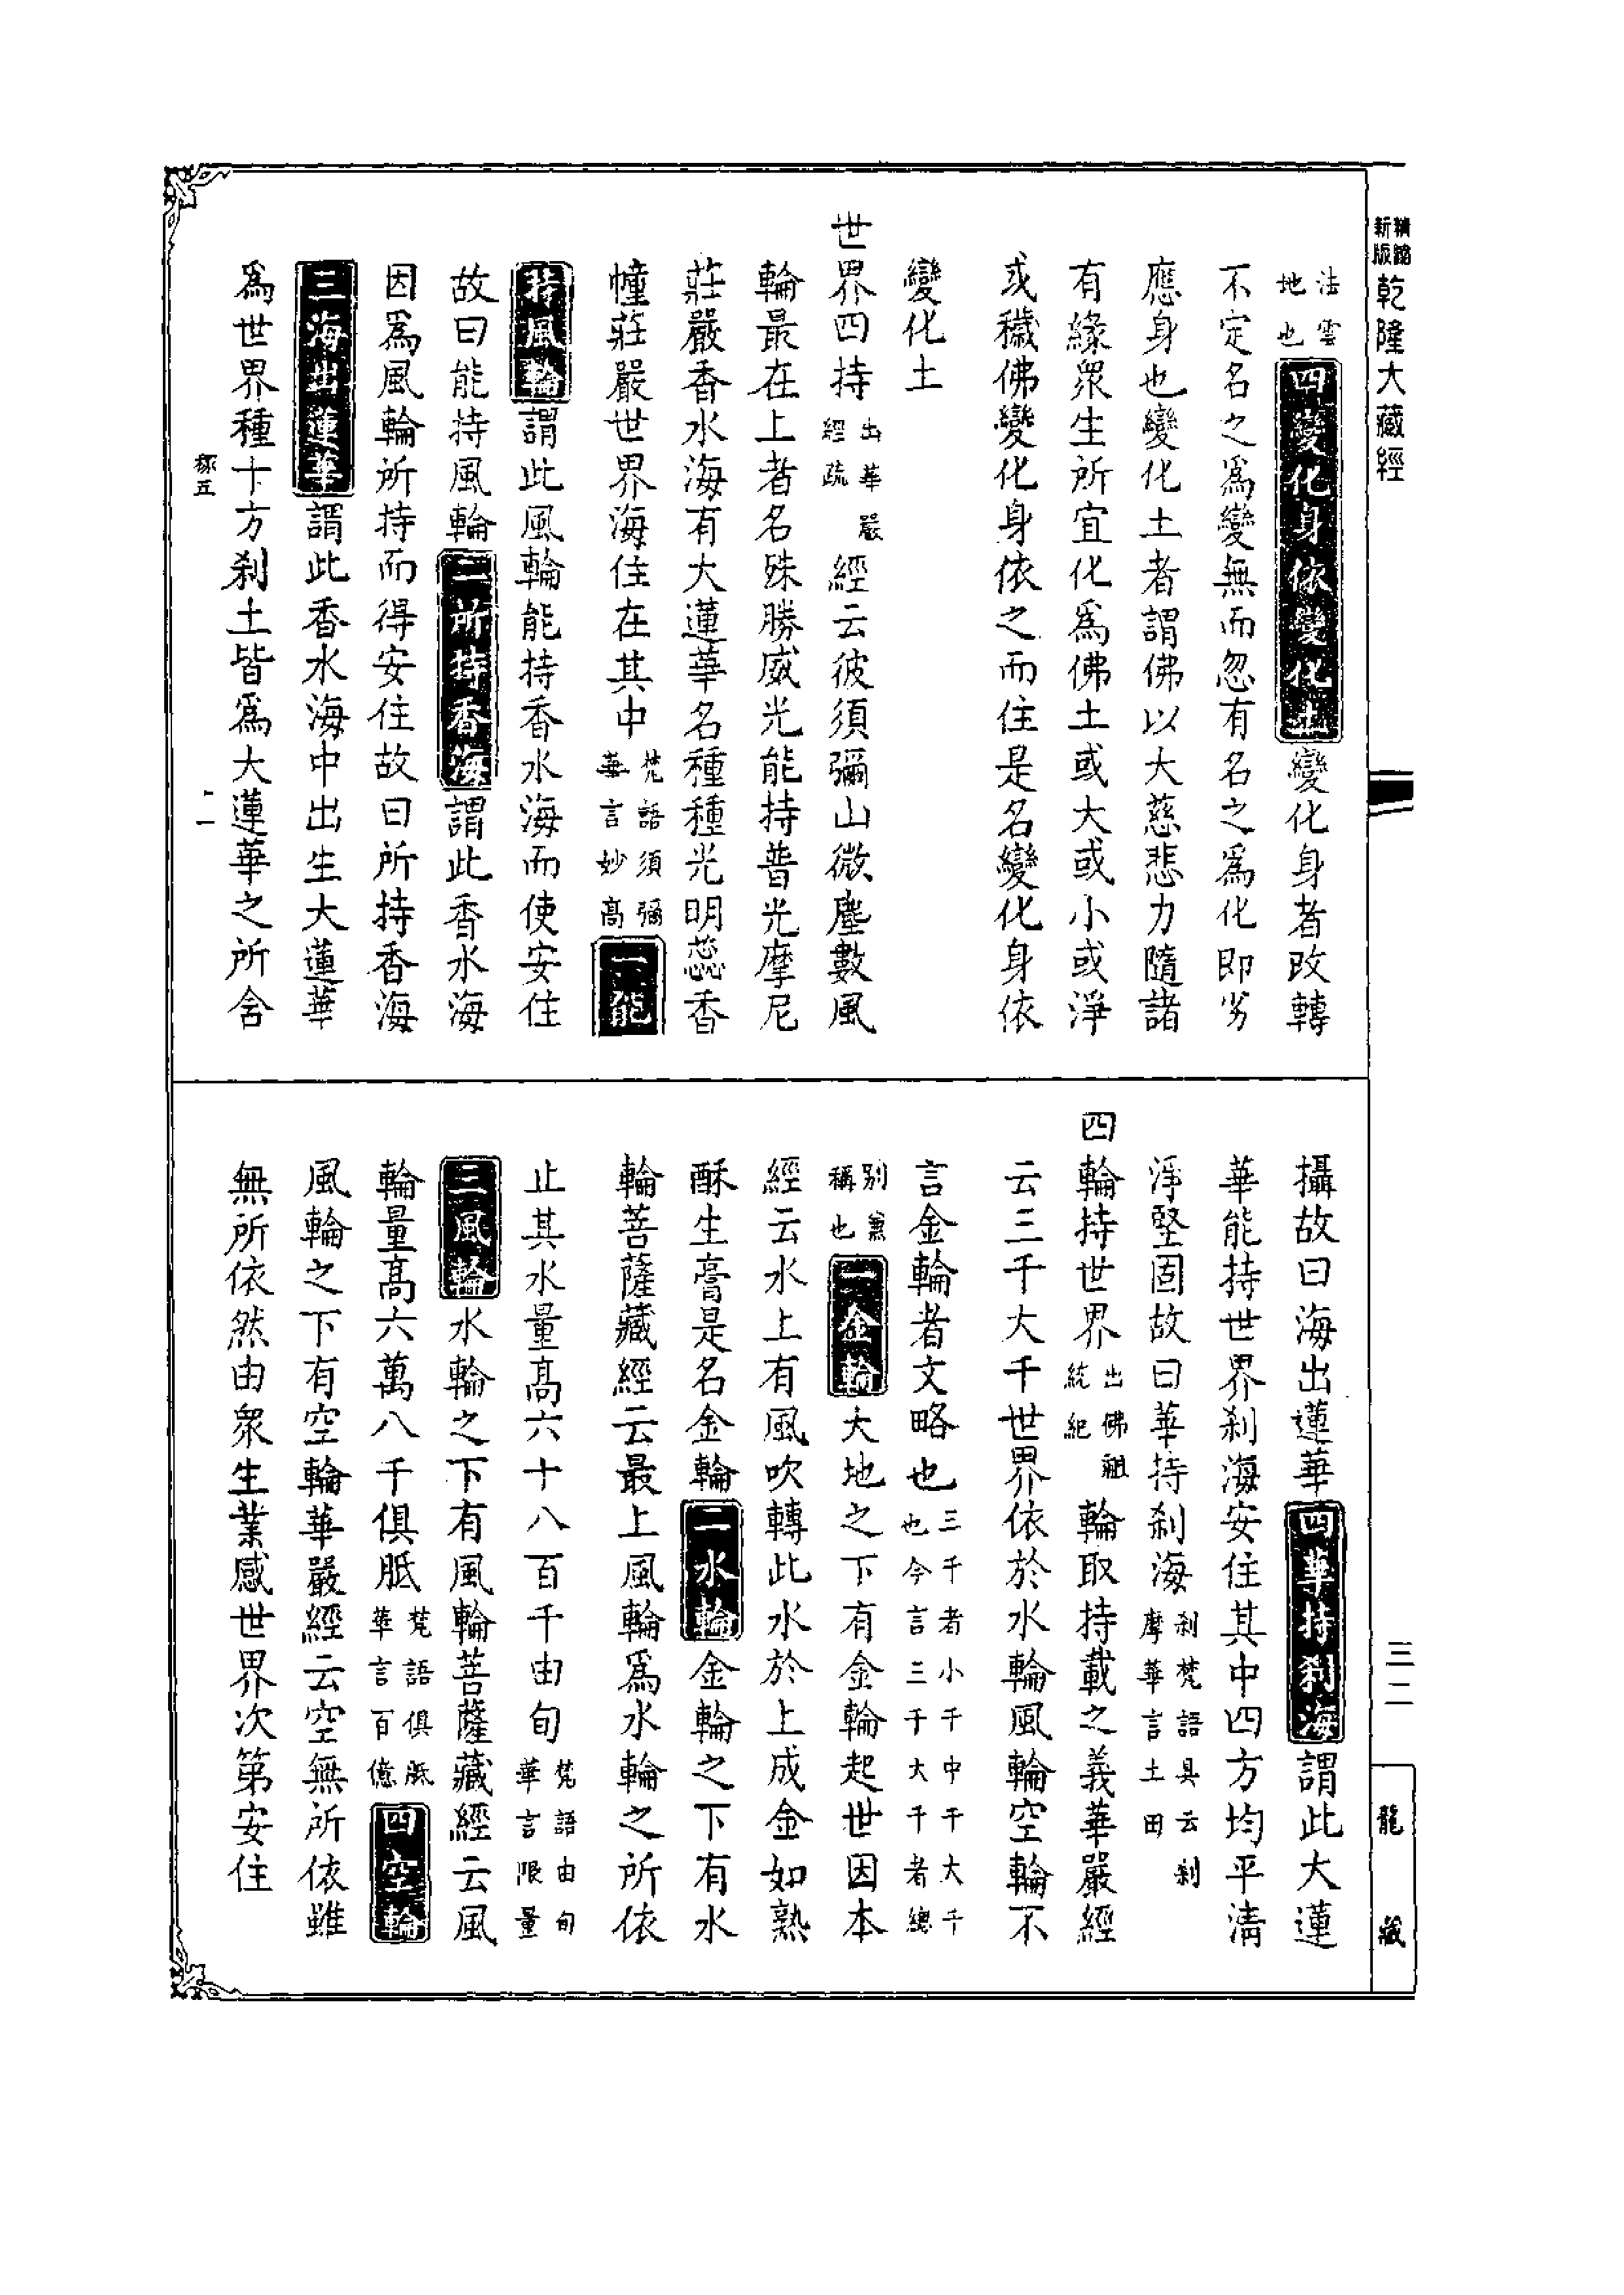 乾隆大藏經
法雲地也四變化身依變化土變化身者改轉
不定名之爲變無而忽有名之爲化即劣
應身也變化土者謂佛以大慈悲力隨諸
有緣眾生所宜化爲佛土或大或小或淨
或穢佛變化身依之而住是名變化身依
變化土
世界四持出華嚴經疏經云彼須彌山微塵數風
輪最在上者名殊勝威光能持普光摩尼
莊嚴香水海有大蓮華名種種光明蕊香
幢莊嚴世界海住在其中梵語須彌華言妙高一能
持風輪謂此風輪能持香水海而使安住
故曰能持風輪二所持香海謂此香水海
因爲風輪所持而得安住故曰所持香海
三海出蓮華謂此香水海中出生大蓮華
爲世界種十方刹土皆爲大蓮華之所含
攝故曰海出蓮華四華持刹海謂此大蓮
華能持世界刹海安住其中四方均平清
淨堅固故曰華持刹海刹梵語具云刹摩華言土田
四輪持世界出佛祖統紀輪取持載之義華嚴經
云三千大千世界依於水輪風輪空輪不
言金輪者文略也三千者小千中千大千也今言三千大千者總
別兼稱也一金輪大地之下有金輪起世因本
經云水上有風吹轉此水於上成金如熟
酥生膏是名金輪二水輪金輪之下有水
輪菩薩藏經云最上風輪爲水輪之所依
止其水量高六十八百千由旬梵語由旬華言限量
三風輪水輪之下有風輪菩薩藏經云風
輪量高六萬八千俱胝梵語俱胝華言百億四空輪
風輪之下有空輪華嚴經云空無所依雖
無所依然由眾生業感世界次第安住
三二
龍藏